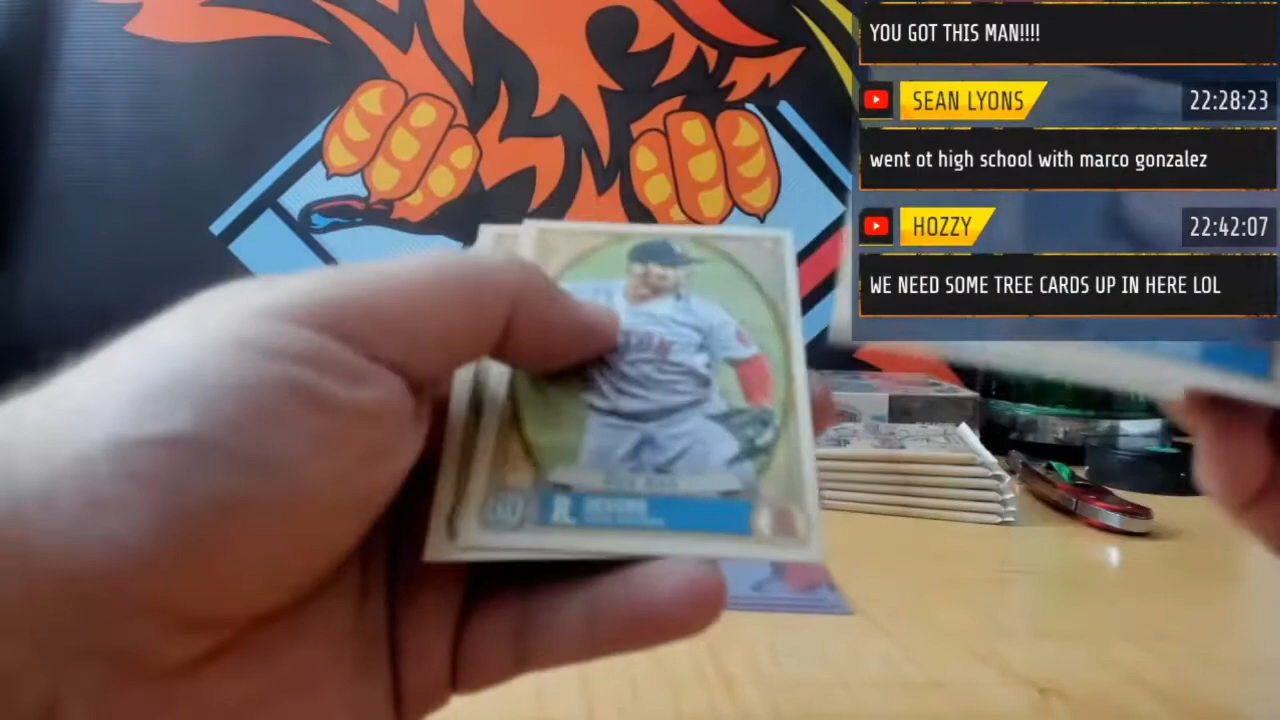 YOU GOT THIS MAN!!!!
SEAN LYONS
22:28:23
went ot high school with marco gonzalez
HOZZY
22:42:07
WE NEED SOME TREE CARDS UP IN HERE LOL
R. DEVERS